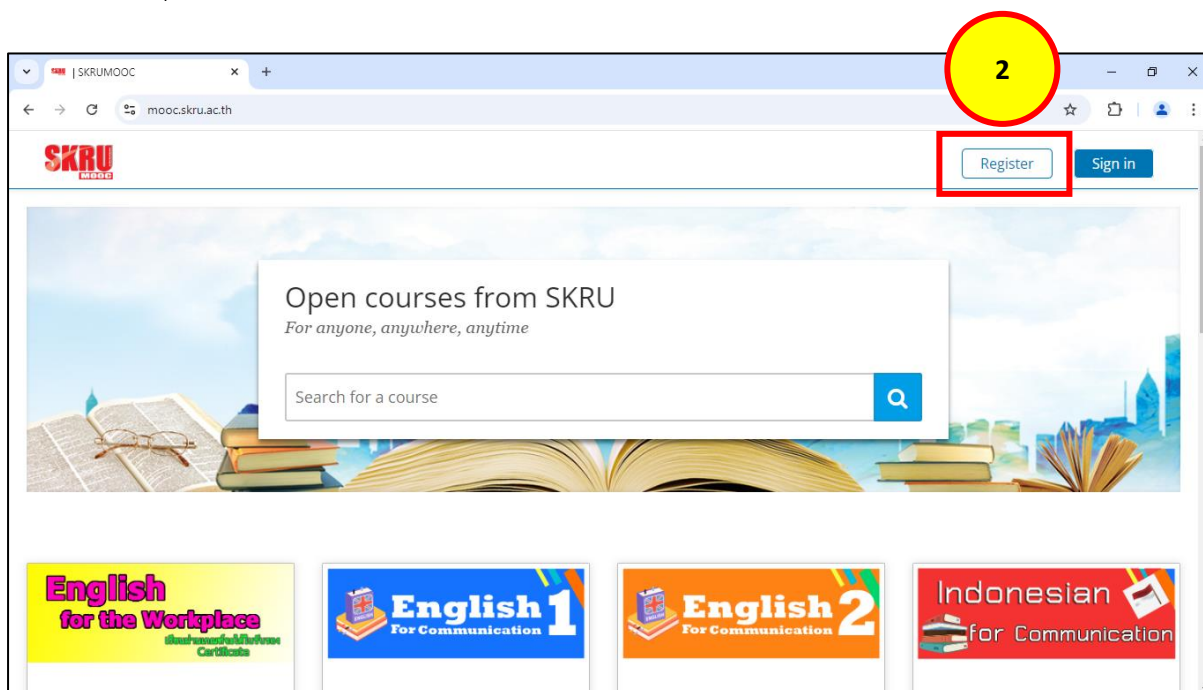 2
SKRU | SKRUMOOC
mooc.skru.ac.th
SKRU
MOOC
Register
Sign in
Open courses from SKRU
For anyone, anywhere, anytime
Search for a course
English
for the Workplace
Certificate
English 1
For Communication
English 2
For Communication
Indonesian
for Communication